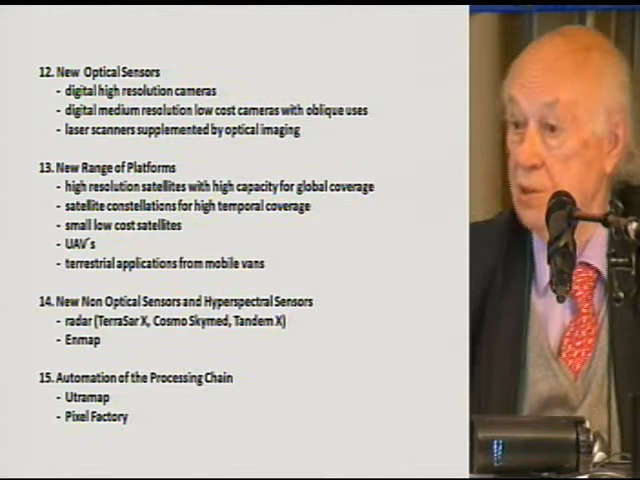 12. New Optical Sensors
- digital high resolution cameras
- digital medium resolution low cost cameras with oblique uses
- laser scanners supplemented by optical imaging
13. New Range of Platforms
- high resolution satellites with high capacity for global coverage
- satellite constellations for high temporal coverage
- small low cost satellites
- UAV´s
- terrestrial applications from mobile vans
14. New Non Optical Sensors and Hyperspectral Sensors
- radar (TerraSar X, Cosmo Skymed, Tandem X)
- Enmap
15. Automation of the Processing Chain
- Utramap
- Pixel Factory